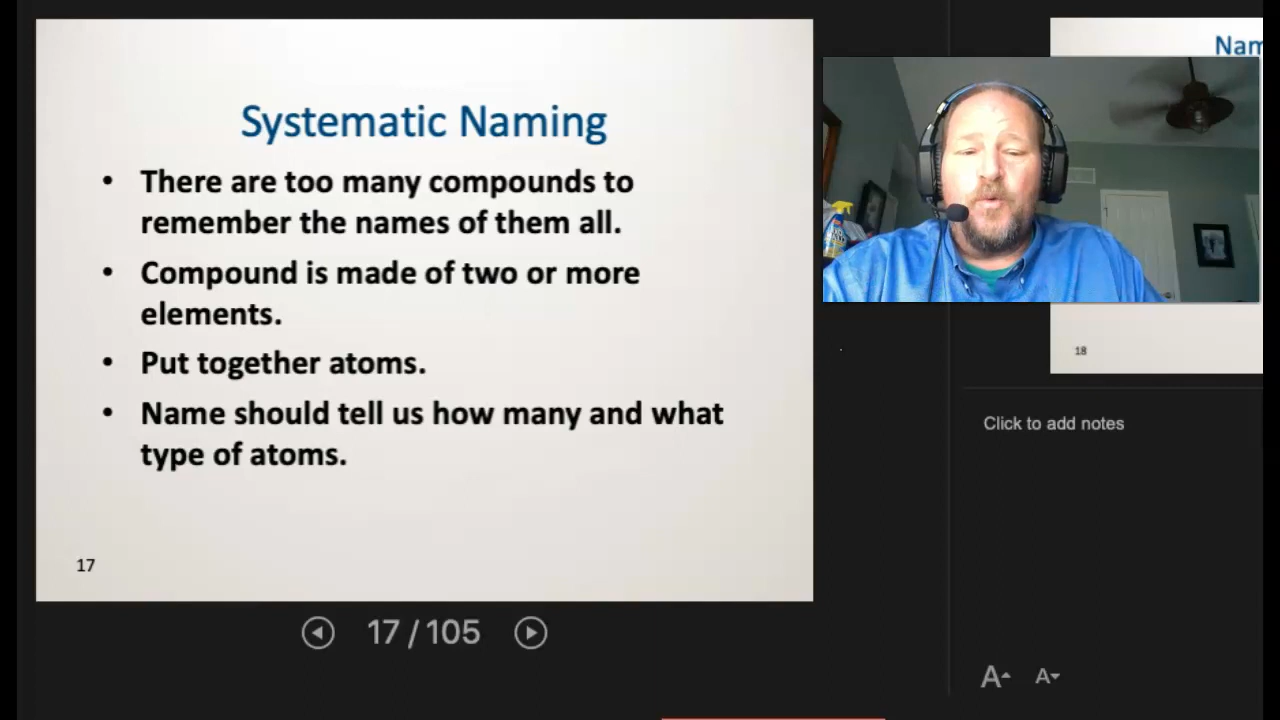 Systematic Naming
• There are too many compounds to
remember the names of them all.
• Compound is made of two or more
elements.
• Put together atoms.
• Name should tell us how many and what
type of atoms.
17
17 / 105
Nam
18
Click to add notes
A
A